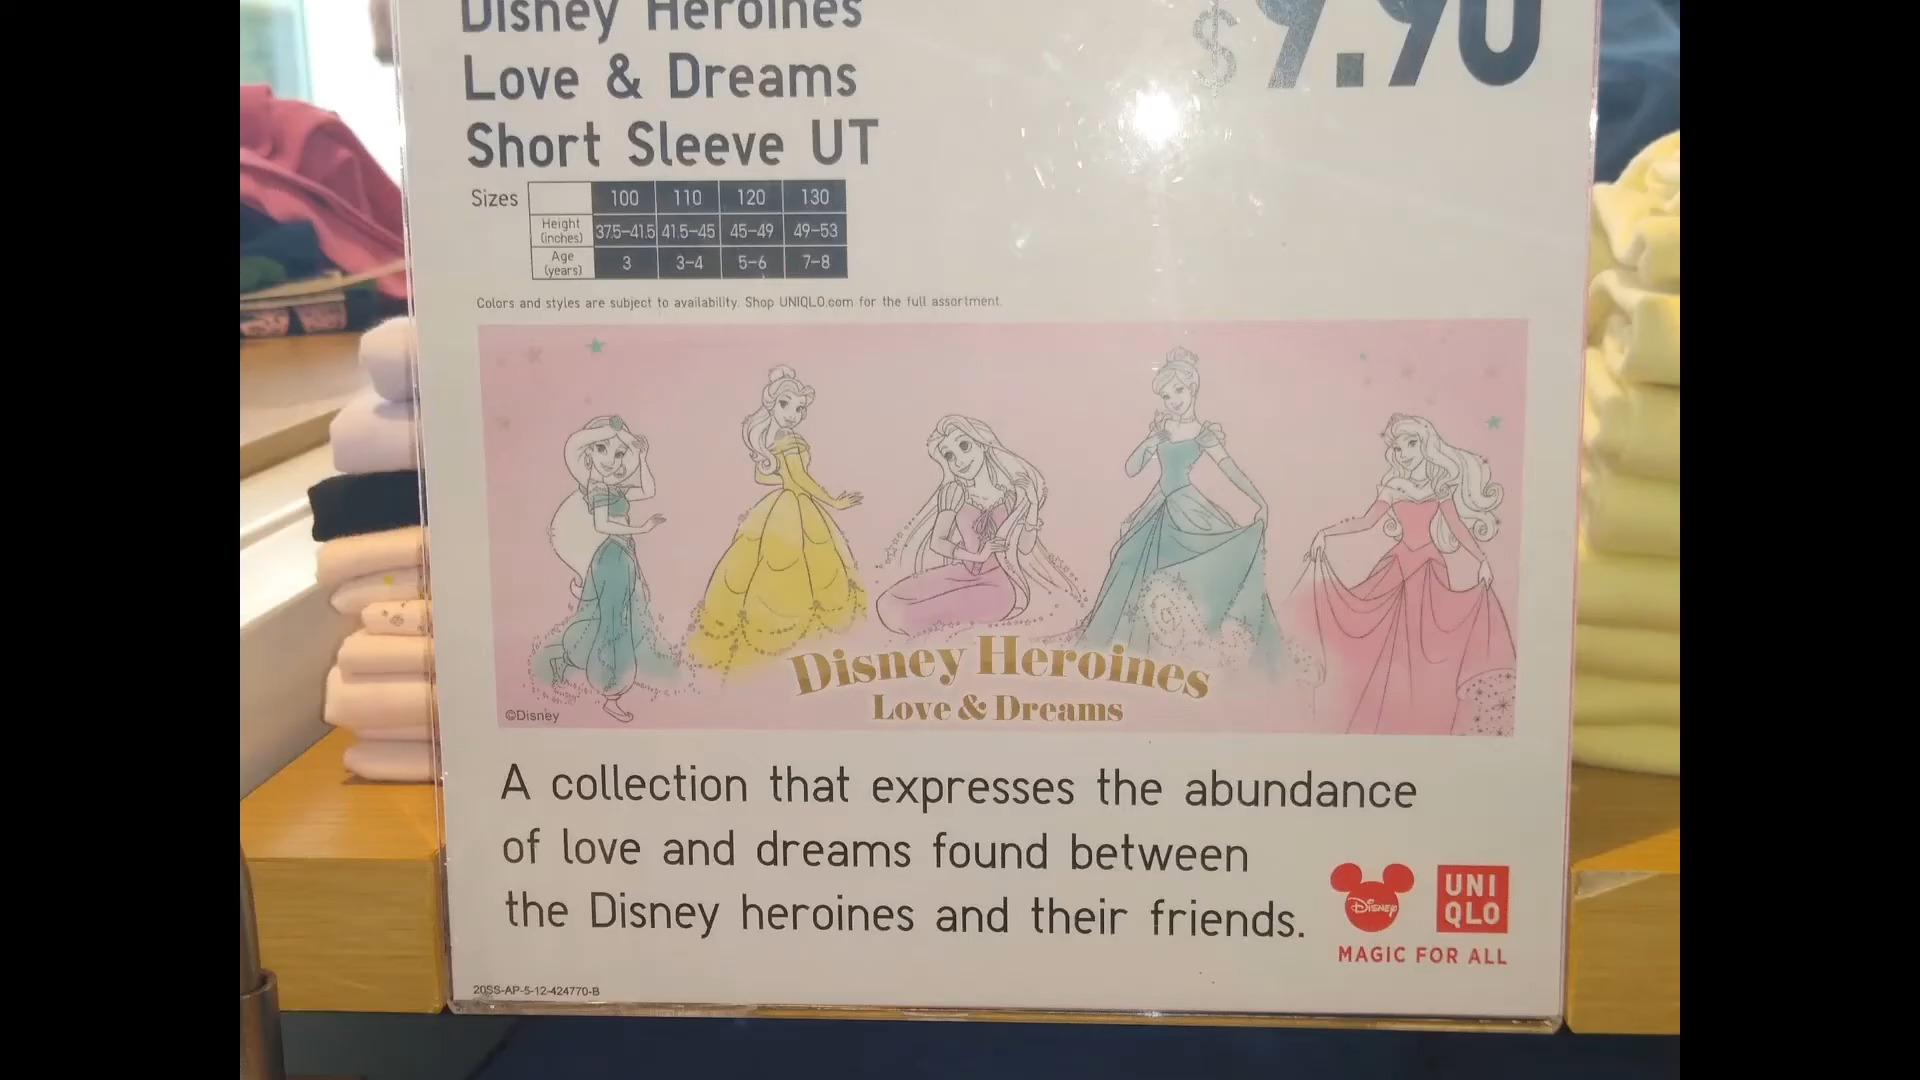 Disney Heroines
$9.90
Love & Dreams
Short Sleeve UT
Sizes 100 110 120 130
Height (inches) 37.5-41.5 41.5-45 45-49 49-53
Age (years) 3 3-4 5-6 7-8
Colors and styles are subject to availability. Shop UNIQLO.com for the full assortment.
Disney Heroines
Love & Dreams
©Disney
A collection that expresses the abundance
of love and dreams found between
the Disney heroines and their friends.
Disney
UNI
QLO
MAGIC FOR ALL
20SS-AP-5-12-424770-B